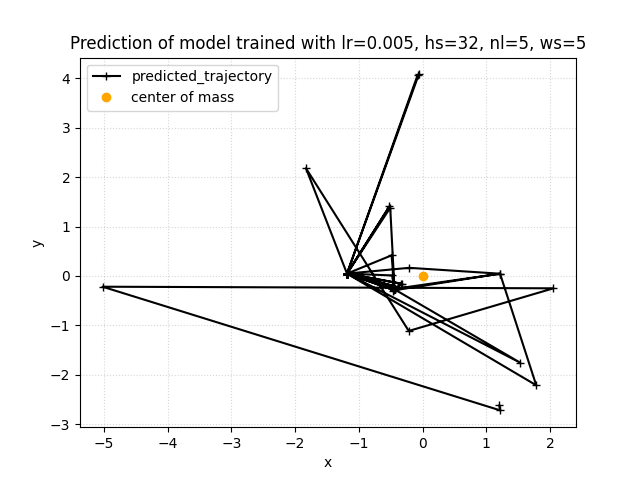 Prediction of model trained with lr=0.005, hs=32, nl=5, ws=5
predicted_trajectory
center of mass
4
3
2
1
0
−1
−2
−3
y
−5 −4 −3 −2 −1 0 1 2
x